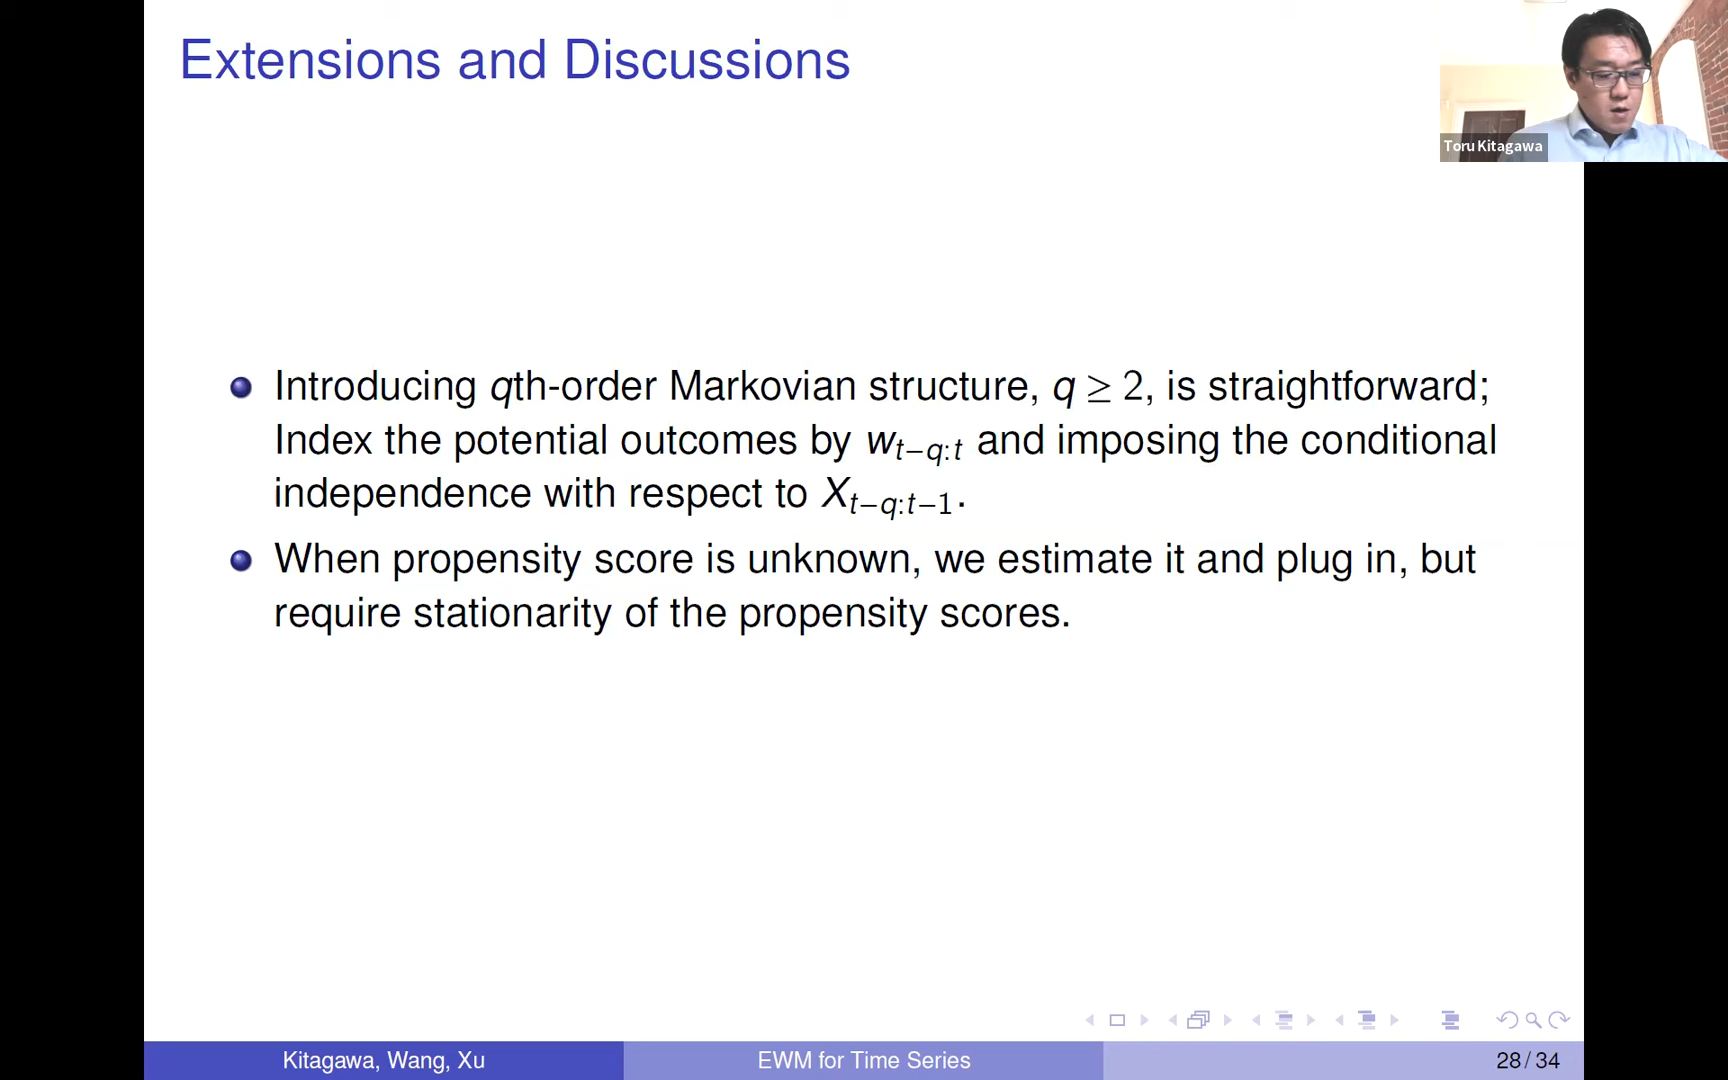 Extensions and Discussions
Toru Kitagawa
Introducing qth-order Markovian structure, q ≥ 2, is straightforward;
Index the potential outcomes by w_{t−q:t} and imposing the conditional
independence with respect to X_{t−q:t−1}.
When propensity score is unknown, we estimate it and plug in, but
require stationarity of the propensity scores.
Kitagawa, Wang, Xu
EWM for Time Series
28 / 34